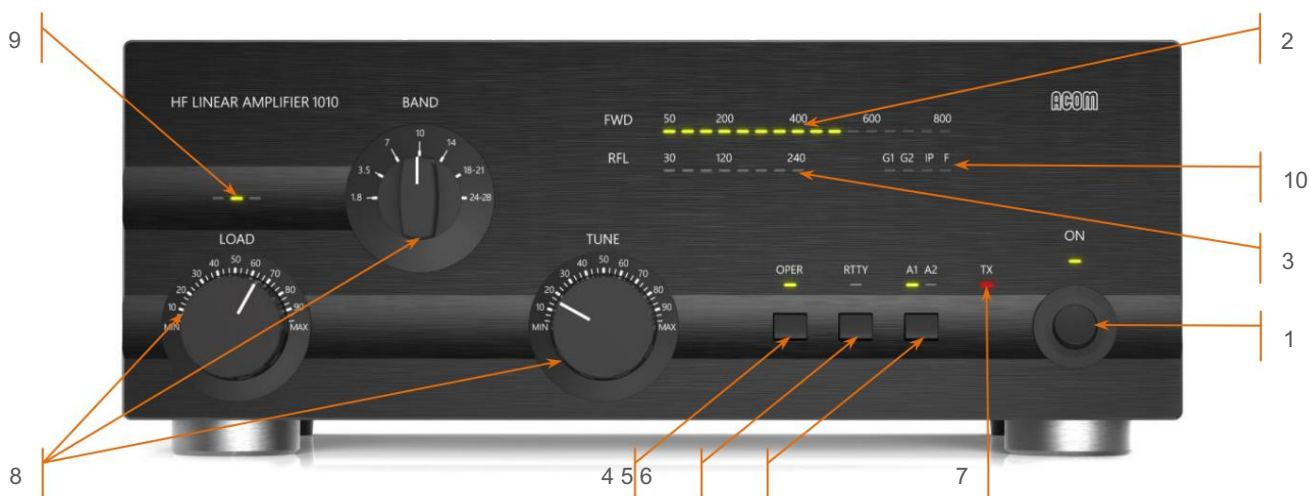 9
2
HF LINEAR AMPLIFIER 1010
BAND
ACOM
FWD 50 200 400 600 800
RFL 30 120 240 G1 G2 IP F
10
7 10 14
3.5 18-21
1.8 24-28
LOAD
TUNE
ON
3
OPER RTTY A1 A2 TX
MIN 10 20 30 40 50 60 70 80 90 MAX
MIN 10 20 30 40 50 60 70 80 90 MAX
1
8
4 5 6
7